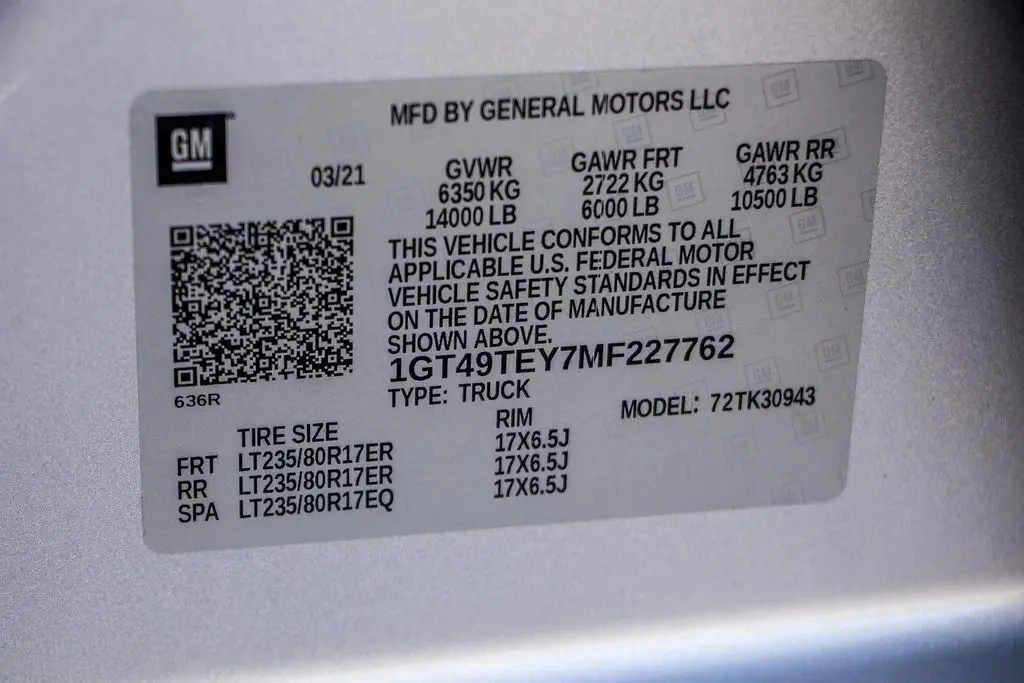 GM
MFD BY GENERAL MOTORS LLC
03/21
GVWR GAWR FRT GAWR RR
6350 KG 2722 KG 4763 KG
14000 LB 6000 LB 10500 LB
THIS VEHICLE CONFORMS TO ALL
APPLICABLE U.S. FEDERAL MOTOR
VEHICLE SAFETY STANDARDS IN EFFECT
ON THE DATE OF MANUFACTURE
SHOWN ABOVE.
1GT49TEY7MF227762
636R
TYPE: TRUCK
MODEL: 72TK30943
TIRE SIZE RIM
FRT LT235/80R17ER 17X6.5J
RR LT235/80R17ER 17X6.5J
SPA LT235/80R17EQ 17X6.5J